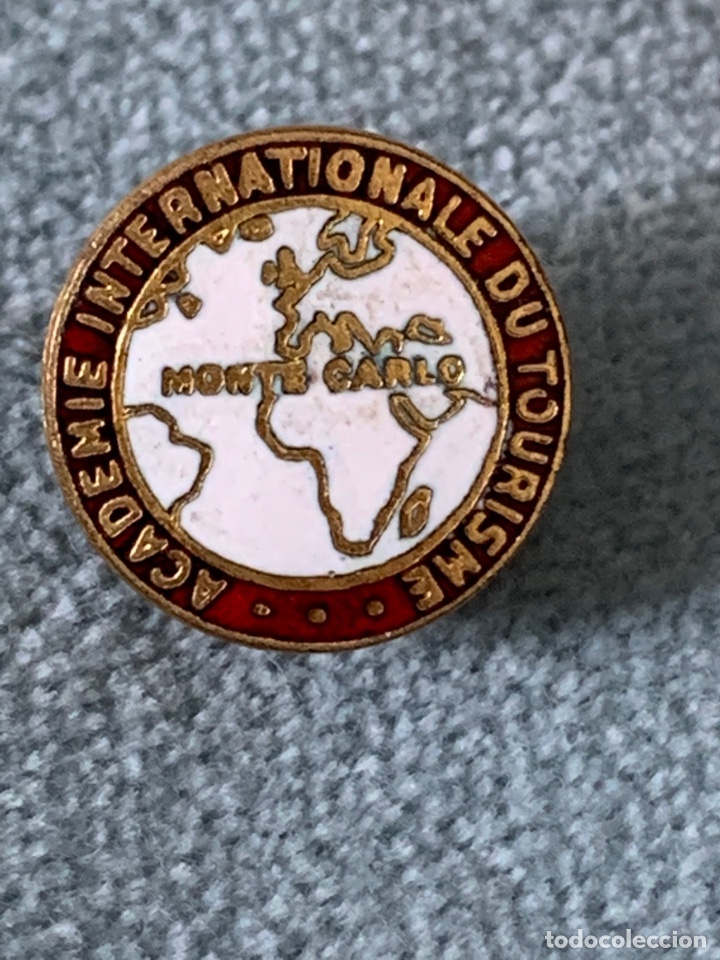 ACADEMIE INTERNATIONALE DU TOURISME
MONTE CARLO
todocoleccion